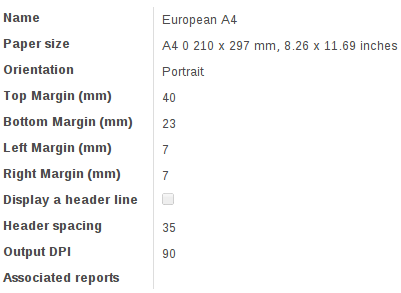 Name European A4
Paper size A4 0 210 x 297 mm, 8.26 x 11.69 inches
Orientation Portrait
Top Margin (mm) 40
Bottom Margin (mm) 23
Left Margin (mm) 7
Right Margin (mm) 7
Display a header line
Header spacing 35
Output DPI 90
Associated reports